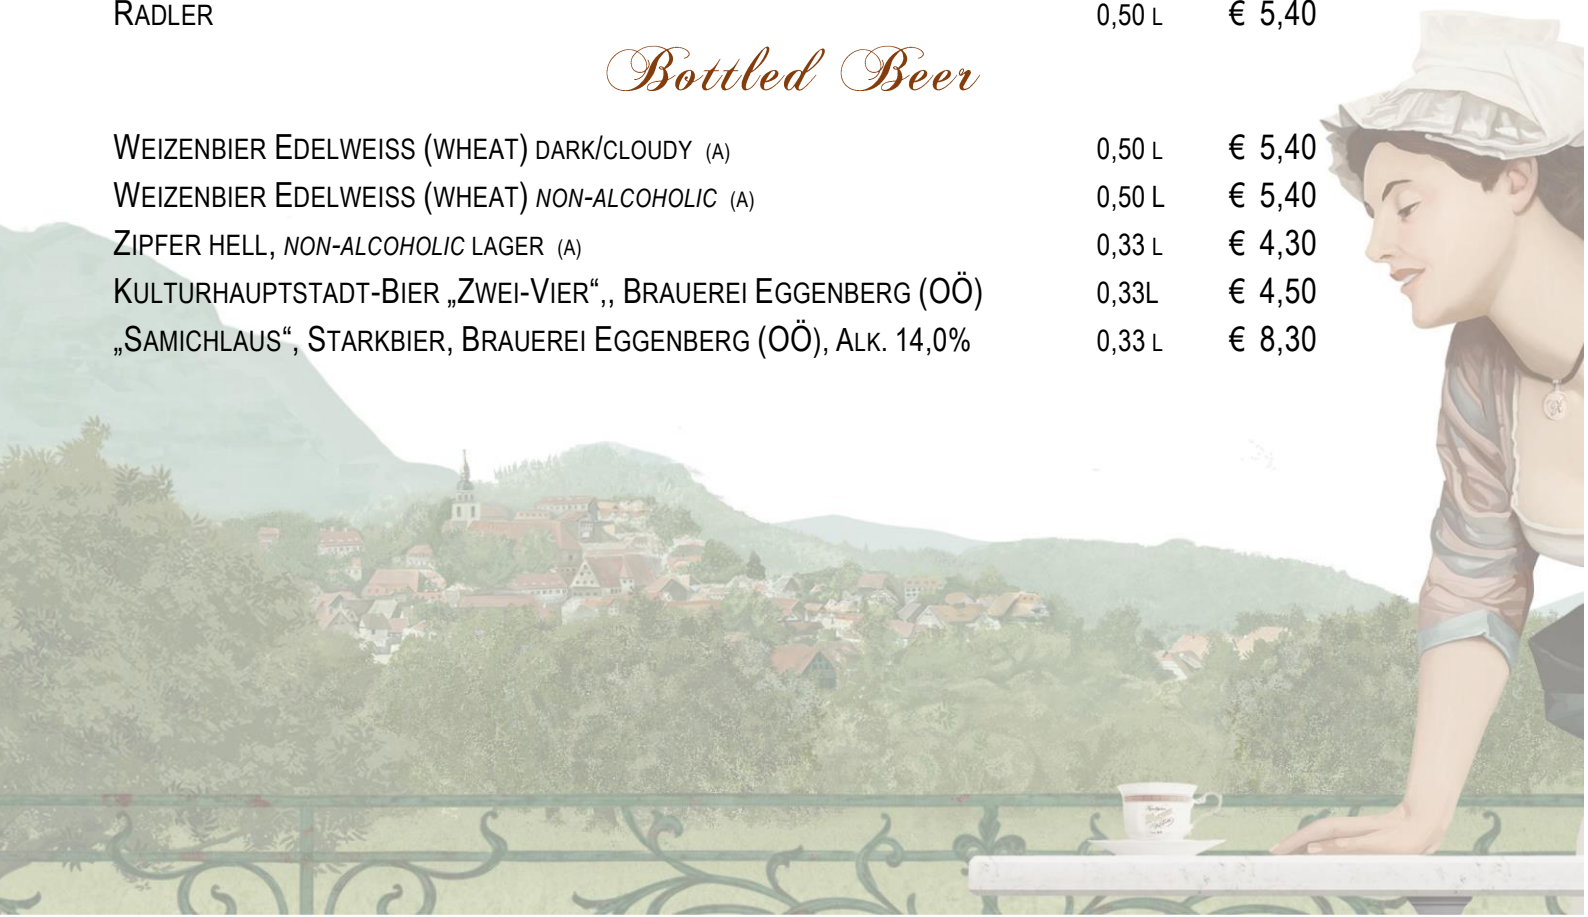 RADLER 0,50 L € 5,40
Bottled Beer
WEIZENBIER EDELWEISS (WHEAT) DARK/CLOUDY (A) 0,50 L € 5,40
WEIZENBIER EDELWEISS (WHEAT) NON-ALCOHOLIC (A) 0,50 L € 5,40
ZIPFER HELL, NON-ALCOHOLIC LAGER (A) 0,33 L € 4,30
KULTURHAUPTSTADT-BIER „ZWEI-VIER“,, BRAUEREI EGGENBERG (OÖ) 0,33L € 4,50
„SAMICHLAUS“, STARKBIER, BRAUEREI EGGENBERG (OÖ), ALK. 14,0% 0,33 L € 8,30